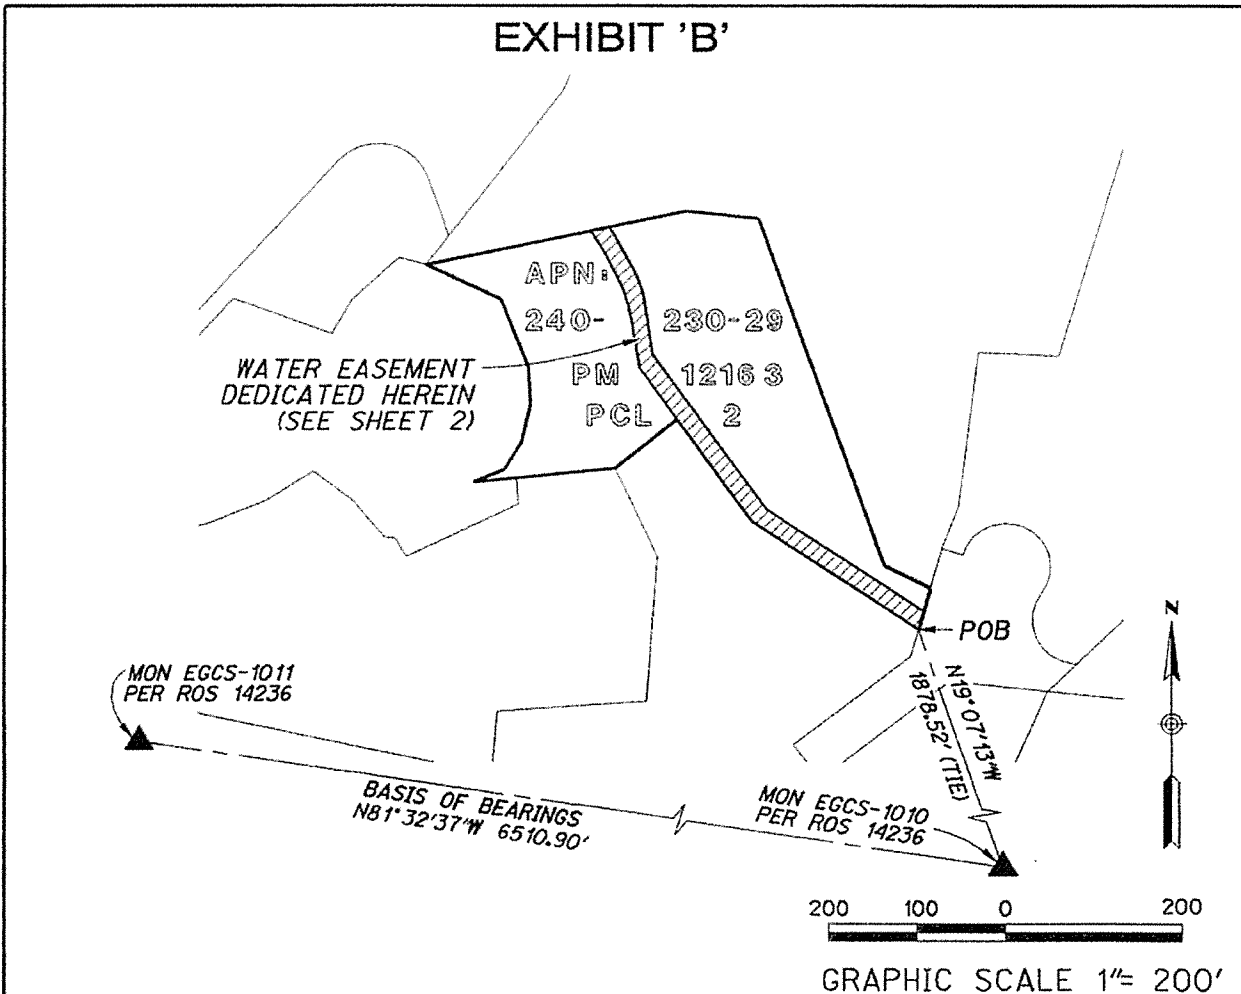 EXHIBIT 'B'
APN:
240- 230-29
PM 12163
PCL 2
WATER EASEMENT
DEDICATED HEREIN
(SEE SHEET 2)
POB
N19°07'13"W
1878.52' (TIE)
MON EGCS-1011
PER ROS 14236
BASIS OF BEARINGS
N81°32'37"W 6510.90'
MON EGCS-1010
PER ROS 14236
N
200 100 0 200
GRAPHIC SCALE 1"= 200'